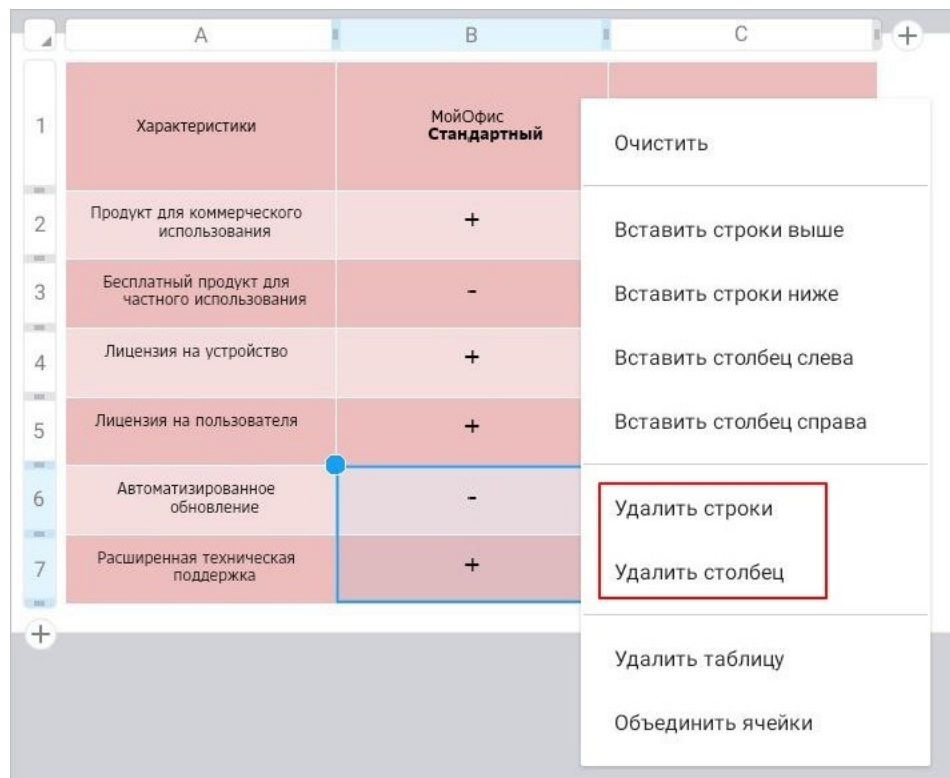 A
B
C
1
Характеристики
МойОфис
Стандартный
2
Продукт для коммерческого
использования
+
3
Бесплатный продукт для
частного использования
-
4
Лицензия на устройство
+
5
Лицензия на пользователя
+
6
Автоматизированное
обновление
-
7
Расширенная техническая
поддержка
+
Очистить
Вставить строки выше
Вставить строки ниже
Вставить столбец слева
Вставить столбец справа
Удалить строки
Удалить столбец
Удалить таблицу
Объединить ячейки